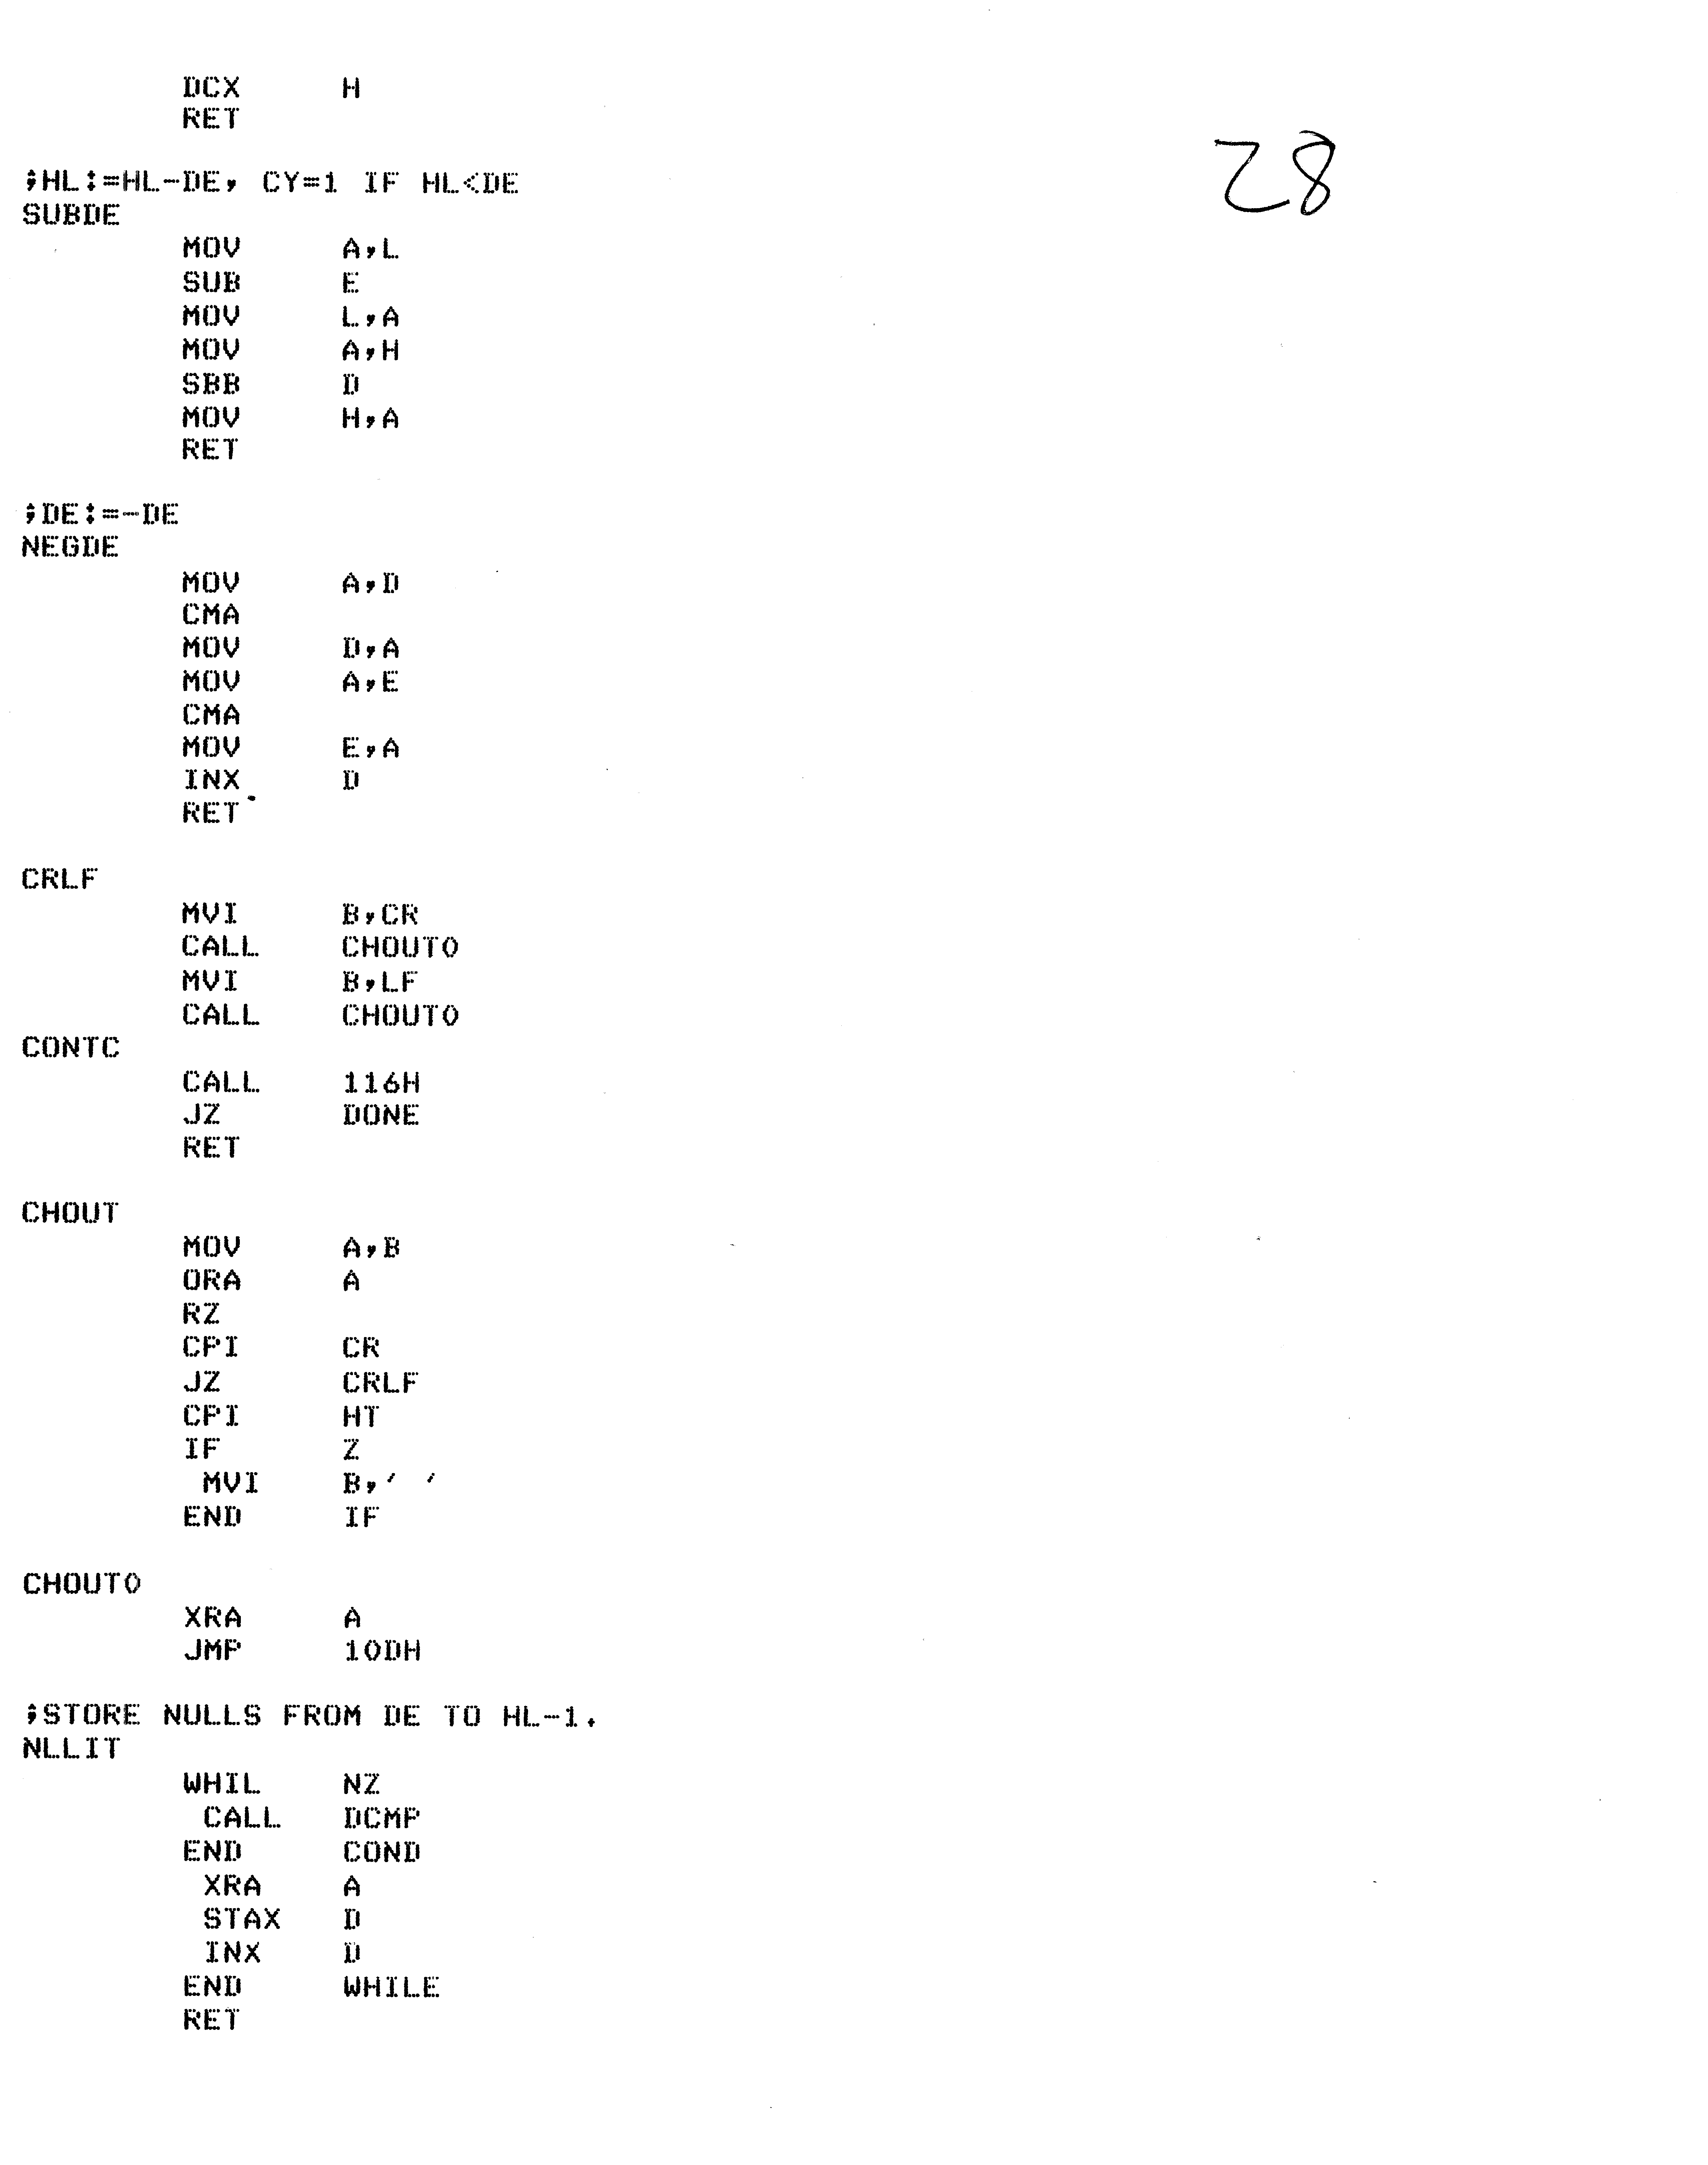 DCX H
RET
28
;HL:=HL-DE, CY=1 IF HL<DE
SUBDE
MOV A,L
SUB E
MOV L,A
MOV A,H
SBB D
MOV H,A
RET
;DE:=-DE
NEGDE
MOV A,D
CMA
MOV D,A
MOV A,E
CMA
MOV E,A
INX D
RET
CRLF
MVI B,CR
CALL CHOUT0
MVI B,LF
CALL CHOUT0
CONTC
CALL 116H
JZ DONE
RET
CHOUT
MOV A,B
ORA A
RZ
CPI CR
JZ CRLF
CPI HT
IF Z
MVI B,' '
END IF
CHOUT0
XRA A
JMP 10DH
;STORE NULLS FROM DE TO HL-1.
NLLIT
WHIL NZ
CALL DCMP
END COND
XRA A
STAX D
INX D
END WHILE
RET